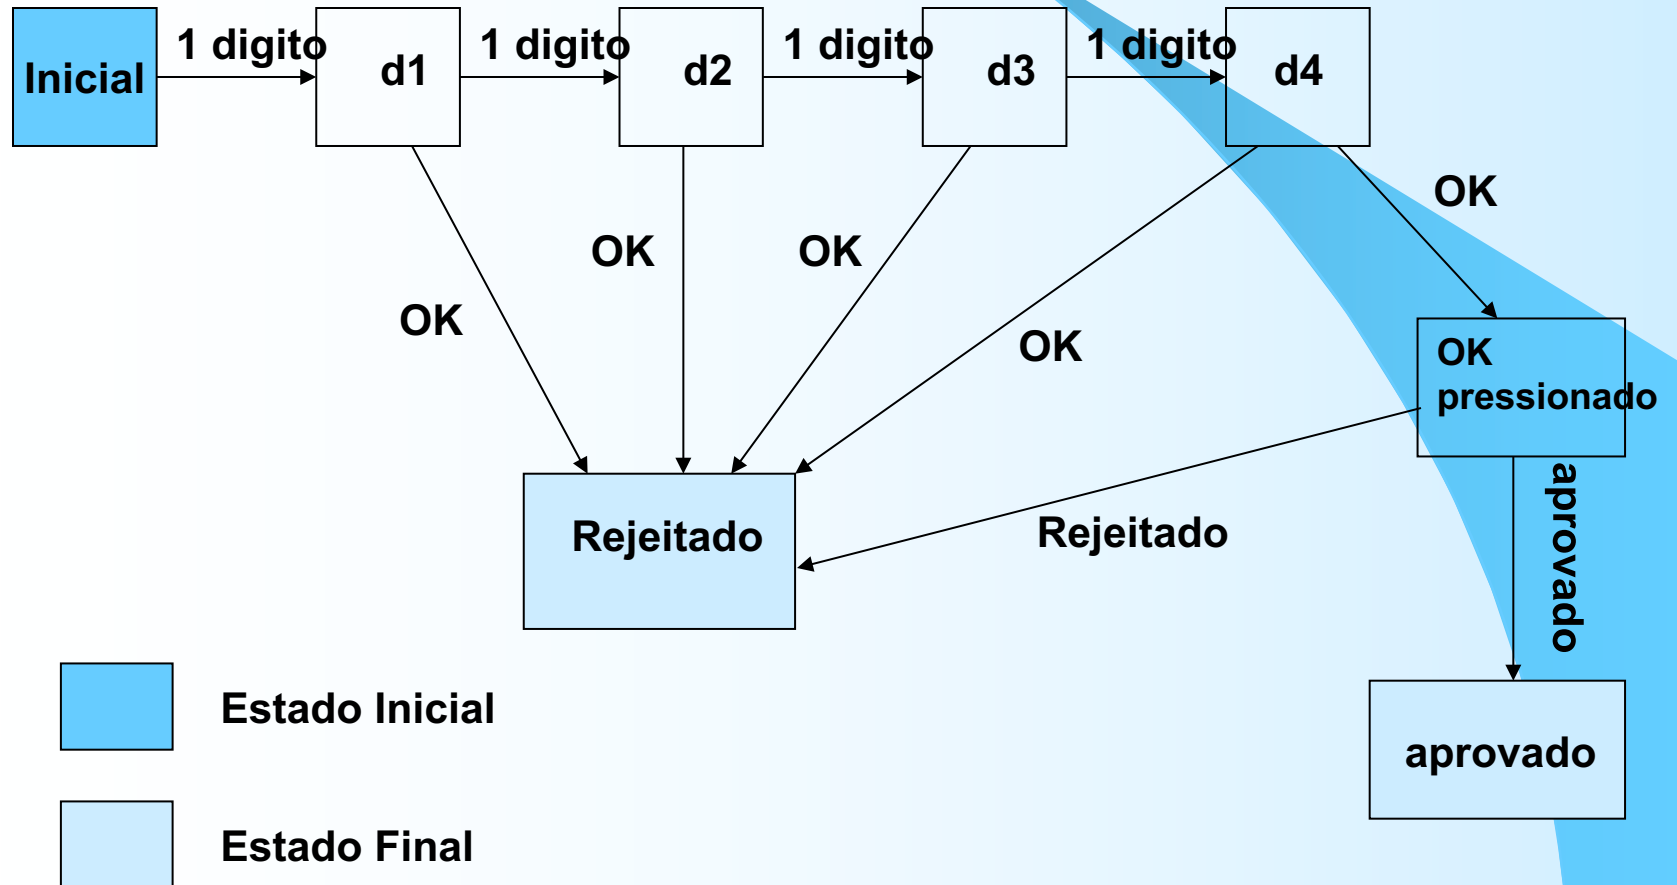 Inicial
1 digito
d1
1 digito
d2
1 digito
d3
1 digito
d4
OK
OK
OK
OK
OK
OK
pressionado
Rejeitado
Rejeitado
aprovado
aprovado
Estado Inicial
Estado Final